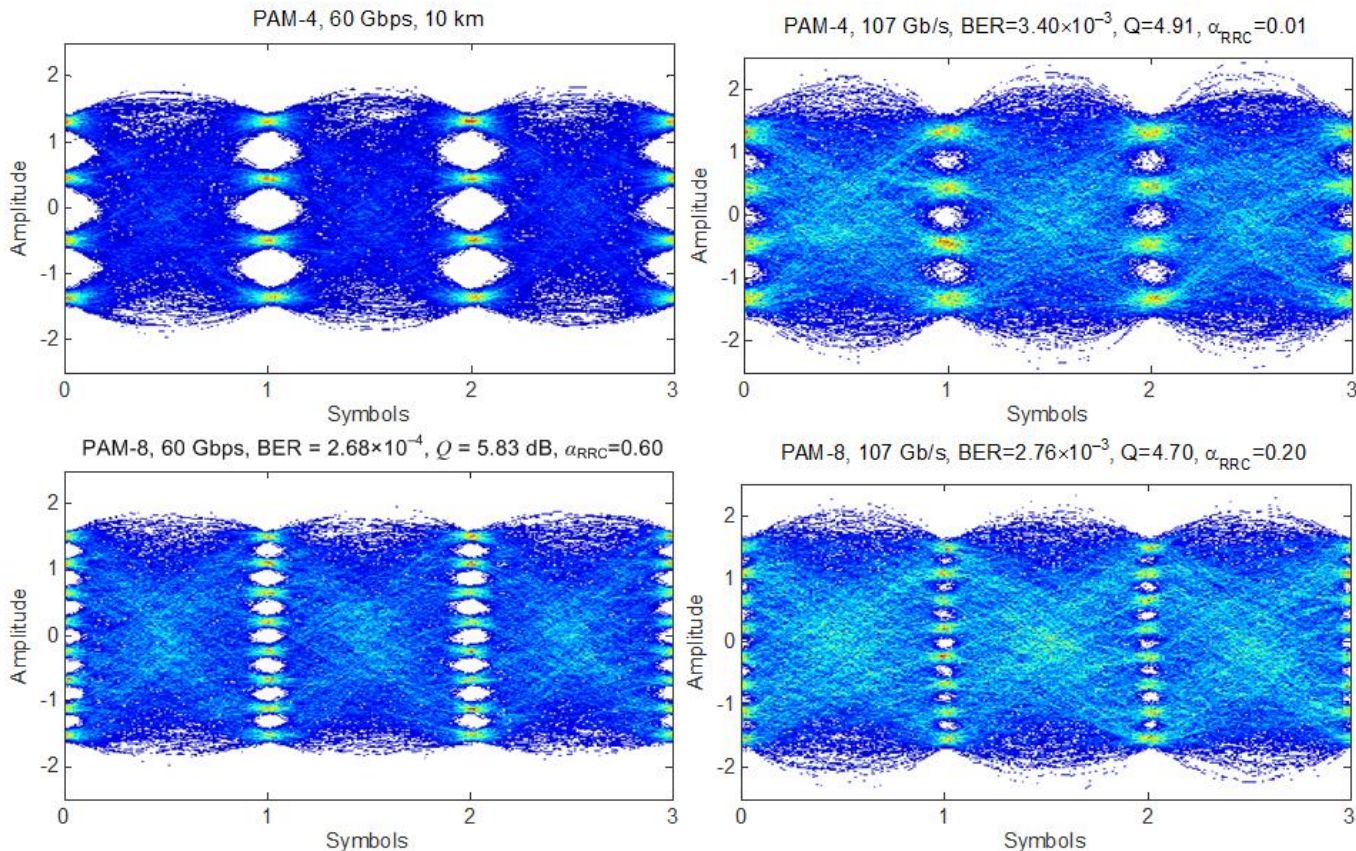 PAM-4, 60 Gbps, 10 km
2
1
0
-1
-2
Amplitude
0 1 2 3
Symbols
PAM-4, 107 Gb/s, BER=3.40×10⁻³, Q=4.91, αRRC=0.01
2
1
0
-1
-2
Amplitude
0 1 2 3
Symbols
PAM-8, 60 Gbps, BER = 2.68×10⁻⁴, Q = 5.83 dB, αRRC=0.60
2
1
0
-1
-2
Amplitude
0 1 2 3
Symbols
PAM-8, 107 Gb/s, BER=2.76×10⁻³, Q=4.70, αRRC=0.20
2
1
0
-1
-2
Amplitude
0 1 2 3
Symbols